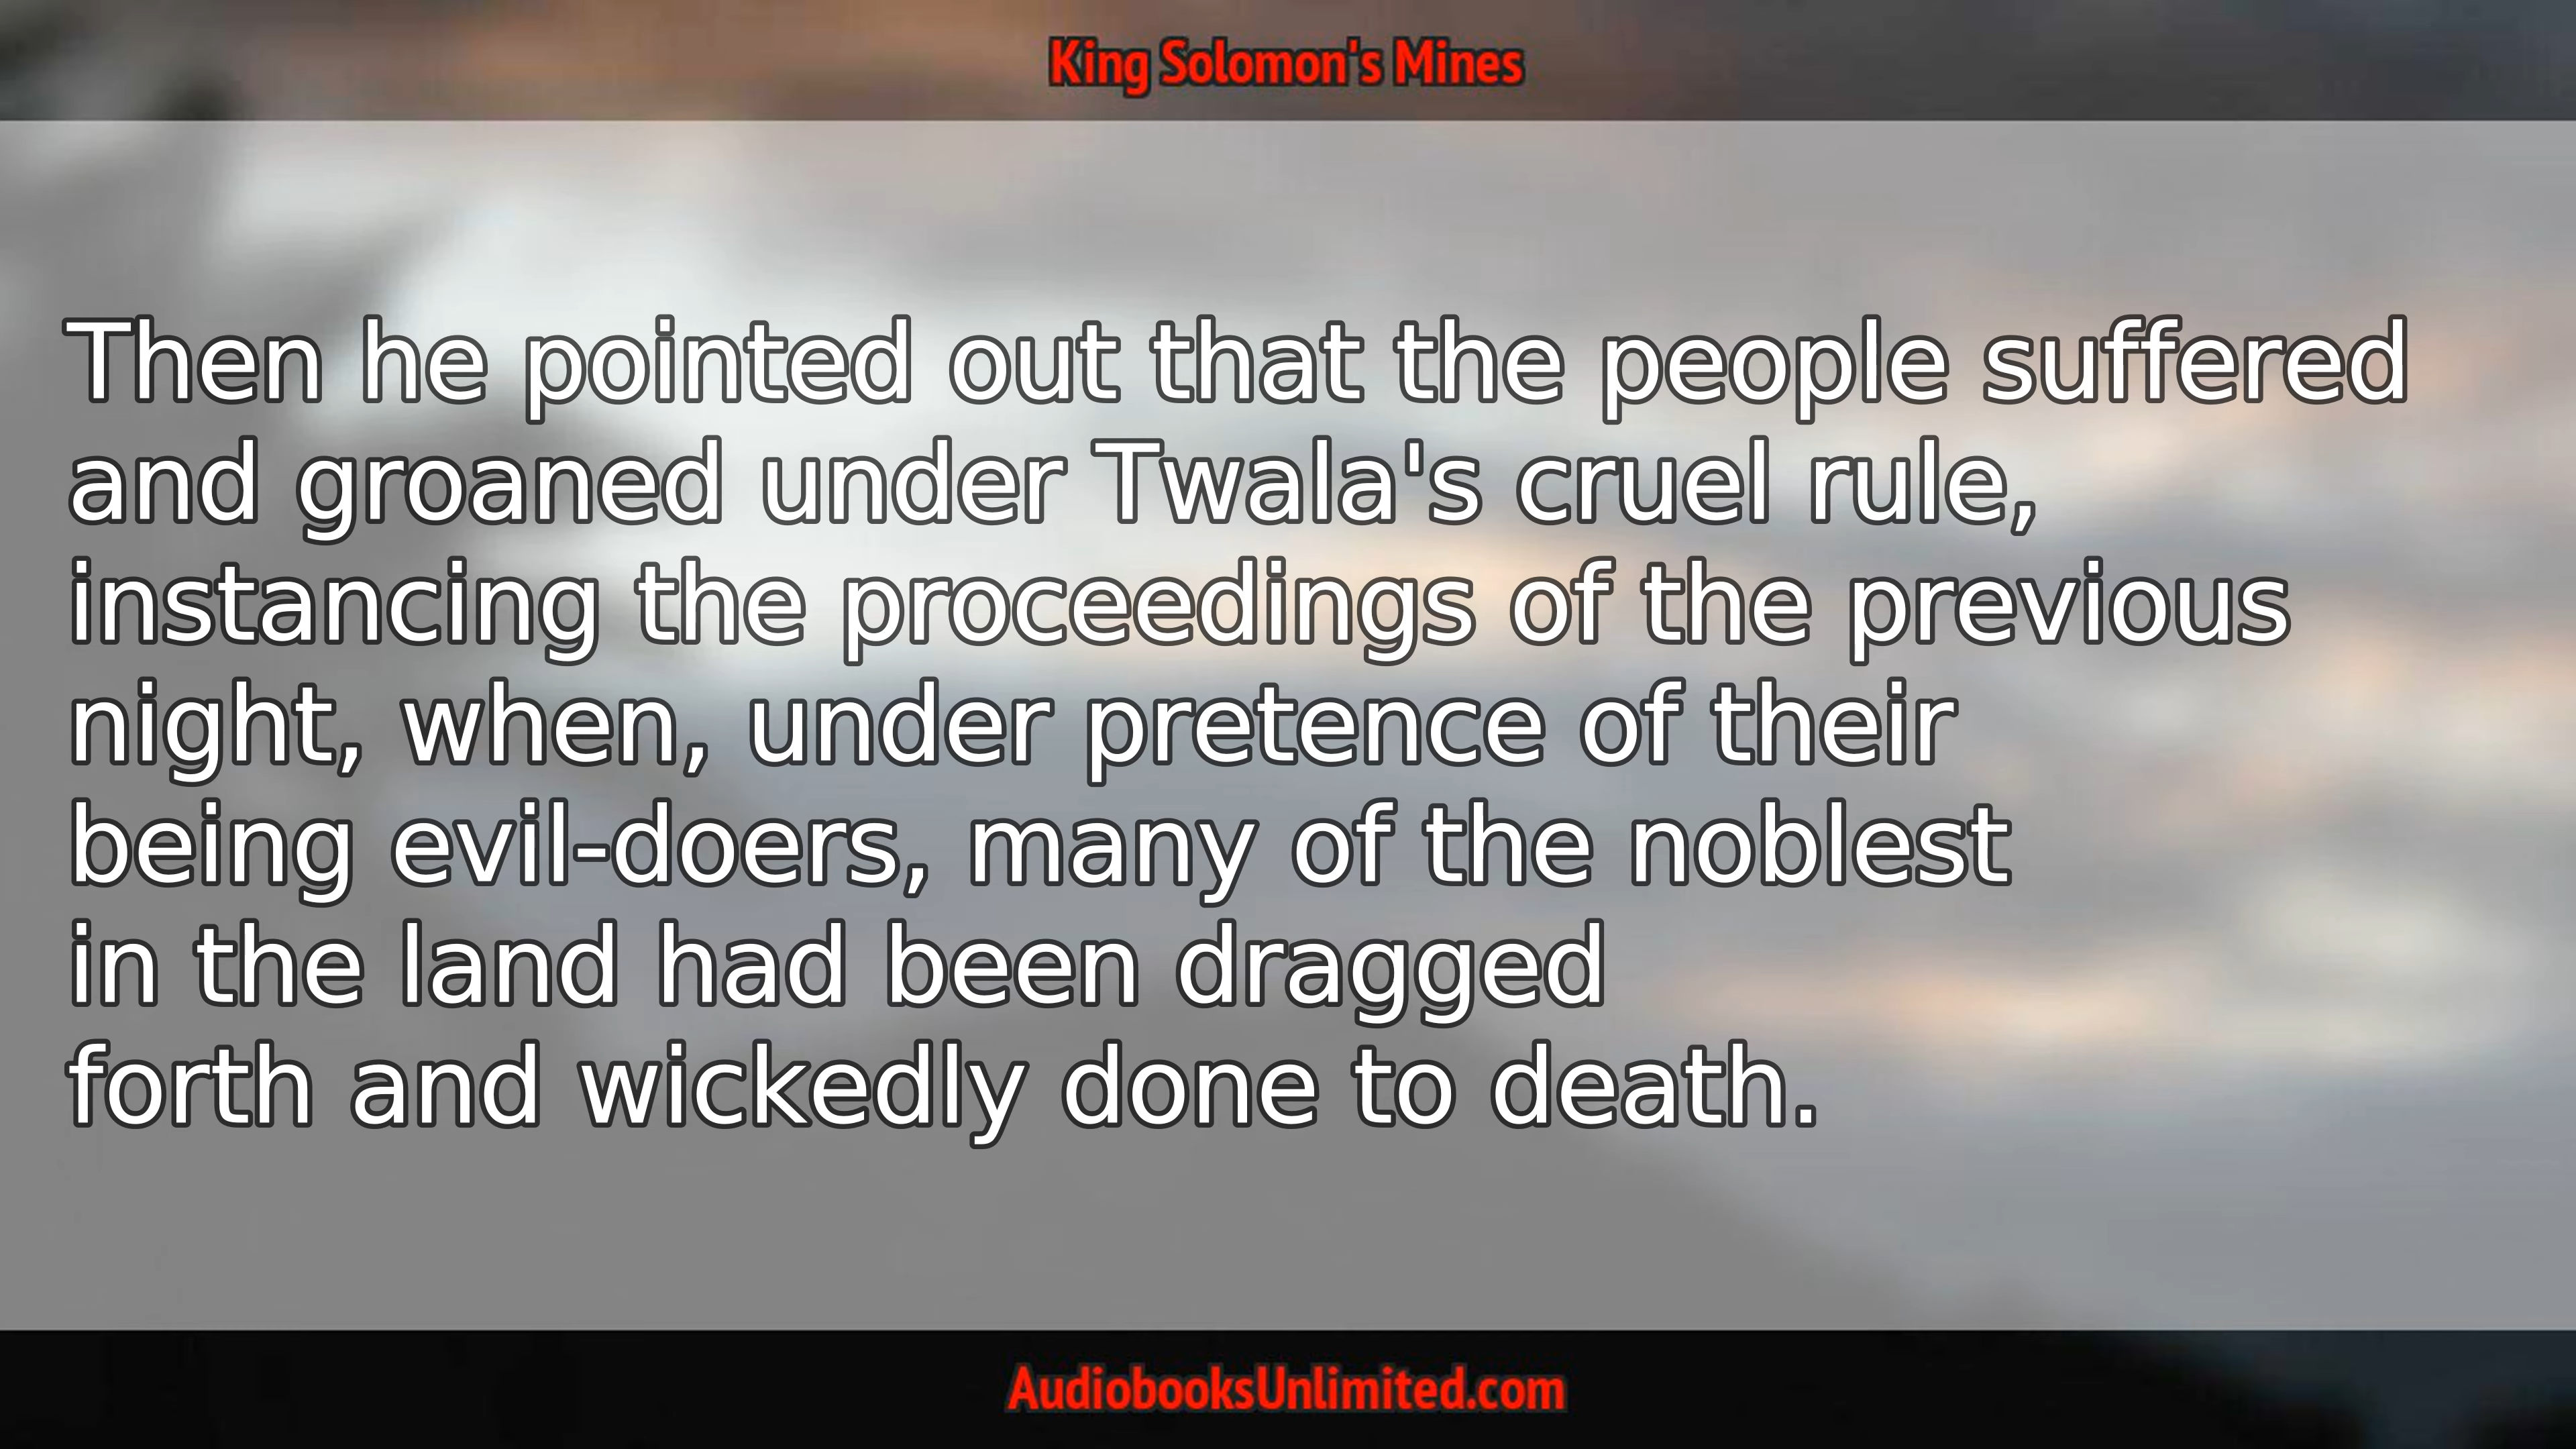 King Solomon's Mines
Then he pointed out that the people suffered
and groaned under Twala's cruel rule,
instancing the proceedings of the previous
night, when, under pretence of their
being evil-doers, many of the noblest
in the land had been dragged
forth and wickedly done to death.
AudiobooksUnlimited.com